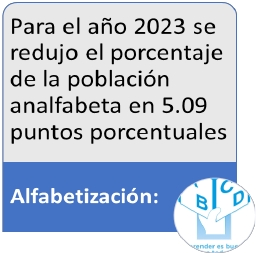 Para el año 2023 se
redujo el porcentaje
de la población
analfabeta en 5.09
puntos porcentuales
Alfabetización:
B C D